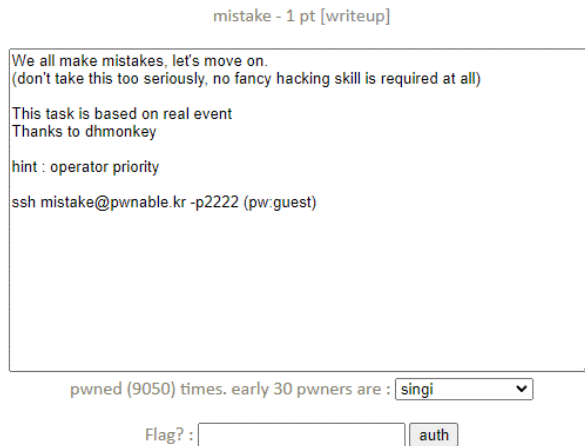 mistake - 1 pt [writeup]
We all make mistakes, let's move on.
(don't take this too seriously, no fancy hacking skill is required at all)
This task is based on real event
Thanks to dhmonkey
hint : operator priority
ssh mistake@pwnable.kr -p2222 (pw:guest)
pwned (9050) times. early 30 pwners are : singi
Flag? : auth